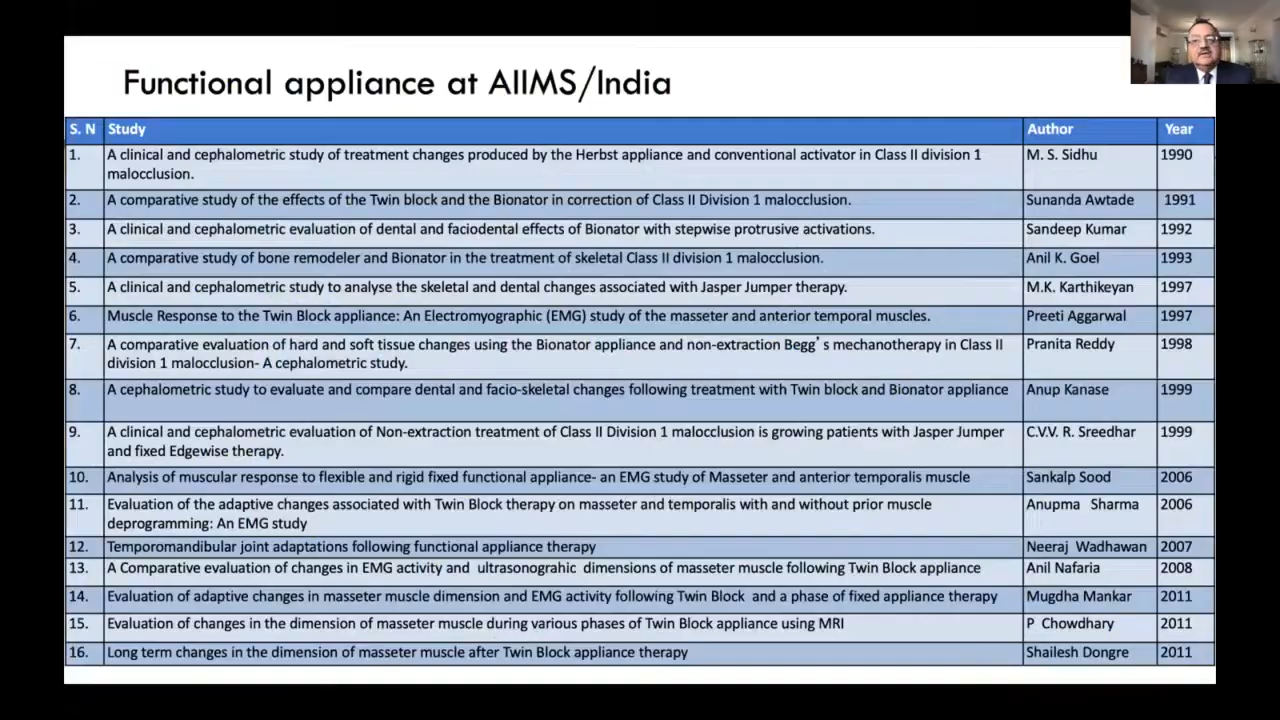 Functional appliance at AIIMS/India
S. N Study Author Year
1. A clinical and cephalometric study of treatment changes produced by the Herbst appliance and conventional activator in Class II division 1 M. S. Sidhu 1990
malocclusion.
2. A comparative study of the effects of the Twin block and the Bionator in correction of Class II Division 1 malocclusion. Sunanda Awtade 1991
3. A clinical and cephalometric evaluation of dental and faciodental effects of Bionator with stepwise protrusive activations. Sandeep Kumar 1992
4. A comparative study of bone remodeler and Bionator in the treatment of skeletal Class II division 1 malocclusion. Anil K. Goel 1993
5. A clinical and cephalometric study to analyse the skeletal and dental changes associated with Jasper Jumper therapy. M.K. Karthikeyan 1997
6. Muscle Response to the Twin Block appliance: An Electromyographic (EMG) study of the masseter and anterior temporal muscles. Preeti Aggarwal 1997
7. A comparative evaluation of hard and soft tissue changes using the Bionator appliance and non-extraction Begg's mechanotherapy in Class II Pranita Reddy 1998
division 1 malocclusion- A cephalometric study.
8. A cephalometric study to evaluate and compare dental and facio-skeletal changes following treatment with Twin block and Bionator appliance Anup Kanase 1999
9. A clinical and cephalometric evaluation of Non-extraction treatment of Class II Division 1 malocclusion is growing patients with Jasper Jumper C.V.V. R. Sreedhar 1999
and fixed Edgewise therapy.
10. Analysis of muscular response to flexible and rigid fixed functional appliance- an EMG study of Masseter and anterior temporalis muscle Sankalp Sood 2006
11. Evaluation of the adaptive changes associated with Twin Block therapy on masseter and temporalis with and without prior muscle Anupma Sharma 2006
deprogramming: An EMG study
12. Temporomandibular joint adaptations following functional appliance therapy Neeraj Wadhawan 2007
13. A Comparative evaluation of changes in EMG activity and ultrasonograhic dimensions of masseter muscle following Twin Block appliance Anil Nafaria 2008
14. Evaluation of adaptive changes in masseter muscle dimension and EMG activity following Twin Block and a phase of fixed appliance therapy Mugdha Mankar 2011
15. Evaluation of changes in the dimension of masseter muscle during various phases of Twin Block appliance using MRI P Chowdhary 2011
16. Long term changes in the dimension of masseter muscle after Twin Block appliance therapy Shailesh Dongre 2011